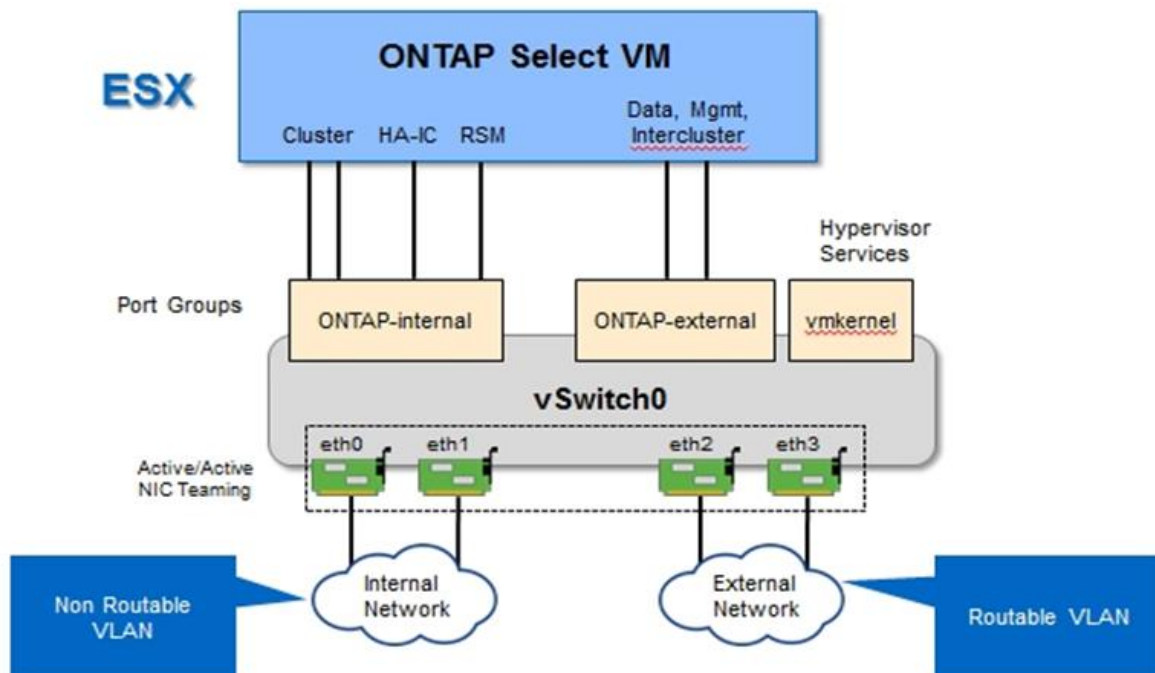 ONTAP Select VM
ESX
Data, Mgmt,
Intercluster
Cluster
HA-IC
RSM
Hypervisor
Services
Port Groups
ONTAP-internal
ONTAP-external
vmkernel
vSwitch0
eth0
eth1
eth2
eth3
Active/Active
NIC Teaming
Internal
Network
External
Network
Non Routable
VLAN
Routable VLAN